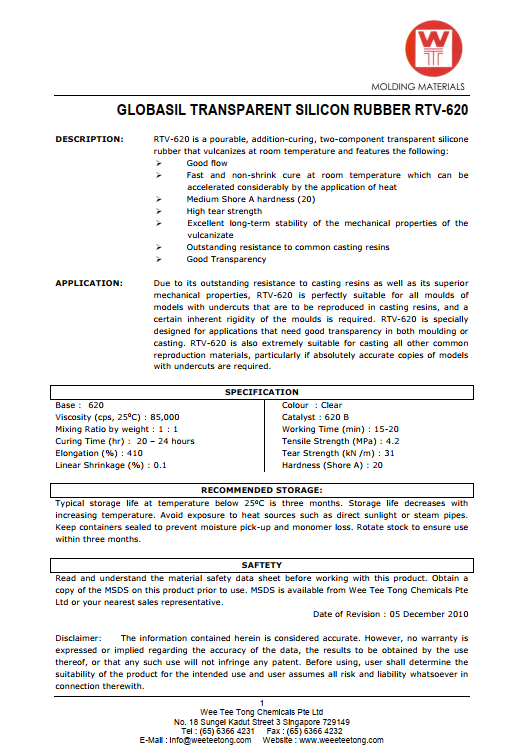 W
MOLDING MATERIALS
GLOBASIL TRANSPARENT SILICON RUBBER RTV-620
DESCRIPTION: RTV-620 is a pourable, addition-curing, two-component transparent silicone
rubber that vulcanizes at room temperature and features the following:
➢ Good flow
➢ Fast and non-shrink cure at room temperature which can be
accelerated considerably by the application of heat
➢ Medium Shore A hardness (20)
➢ High tear strength
➢ Excellent long-term stability of the mechanical properties of the
vulcanizate
➢ Outstanding resistance to common casting resins
➢ Good Transparency
APPLICATION: Due to its outstanding resistance to casting resins as well as its superior
mechanical properties, RTV-620 is perfectly suitable for all moulds of
models with undercuts that are to be reproduced in casting resins, and a
certain inherent rigidity of the moulds is required. RTV-620 is specially
designed for applications that need good transparency in both moulding or
casting. RTV-620 is also extremely suitable for casting all other common
reproduction materials, particularly if absolutely accurate copies of models
with undercuts are required.
SPECIFICATION
Base : 620
Viscosity (cps, 25⁰C) : 85,000
Mixing Ratio by weight : 1 : 1
Curing Time (hr) : 20 – 24 hours
Elongation (%) : 410
Linear Shrinkage (%) : 0.1
Colour : Clear
Catalyst : 620 B
Working Time (min) : 15-20
Tensile Strength (MPa) : 4.2
Tear Strength (kN /m) : 31
Hardness (Shore A) : 20
RECOMMENDED STORAGE:
Typical storage life at temperature below 25⁰C is three months. Storage life decreases with
increasing temperature. Avoid exposure to heat sources such as direct sunlight or steam pipes.
Keep containers sealed to prevent moisture pick-up and monomer loss. Rotate stock to ensure use
within three months.
SAFTETY
Read and understand the material safety data sheet before working with this product. Obtain a
copy of the MSDS on this product prior to use. MSDS is available from Wee Tee Tong Chemicals Pte
Ltd or your nearest sales representative.
Date of Revision : 05 December 2010
Disclaimer: The information contained herein is considered accurate. However, no warranty is
expressed or implied regarding the accuracy of the data, the results to be obtained by the use
thereof, or that any such use will not infringe any patent. Before using, user shall determine the
suitability of the product for the intended use and user assumes all risk and liability whatsoever in
connection therewith.
1
Wee Tee Tong Chemicals Pte Ltd
No. 18 Sungei Kadut Street 3 Singapore 729149
Tel : (65) 6366 4231 Fax : (65) 6366 4232
E-Mail : info@weeteetong.com Website : www.weeeteetong.com